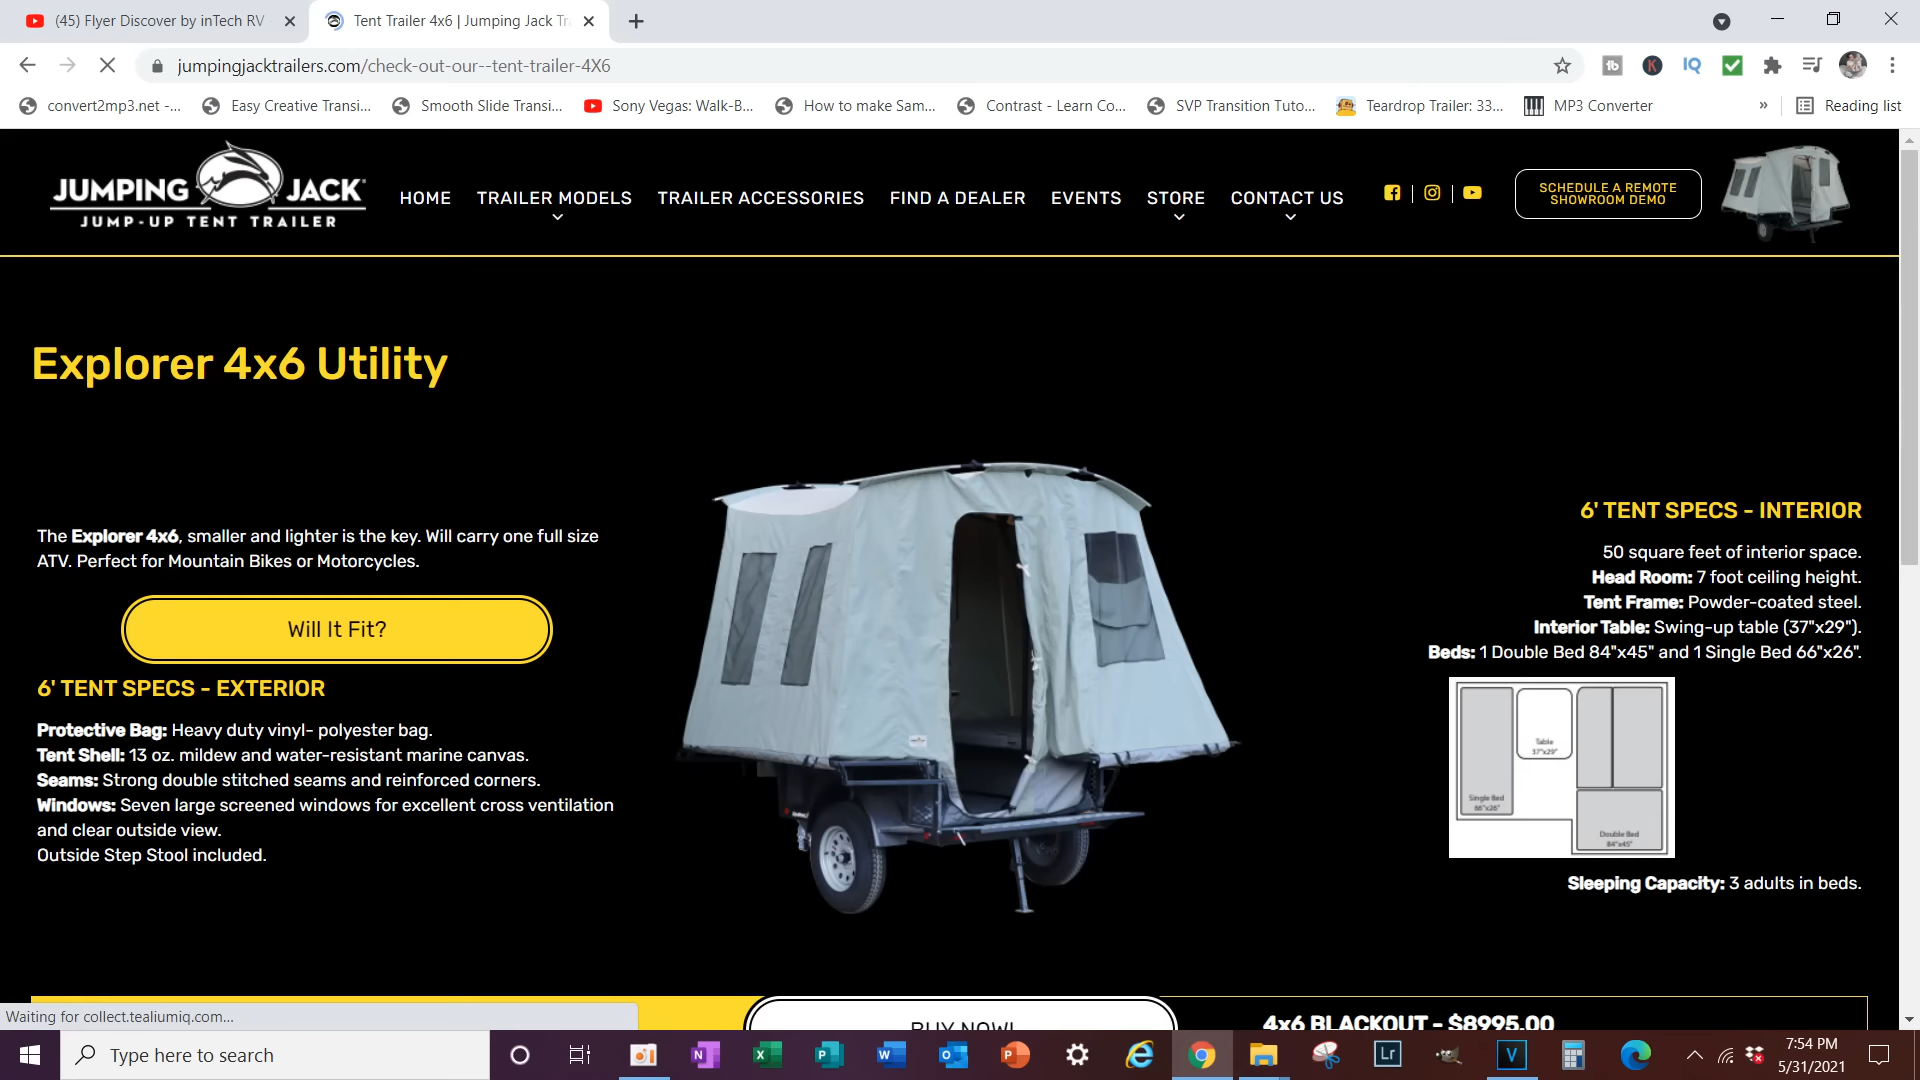 (45) Flyer Discover by inTech RV
Tent Trailer 4x6 | Jumping Jack Tr
jumpingjacktrailers.com/check-out-our--tent-trailer-4X6
convert2mp3.net -...
Easy Creative Transi...
Smooth Slide Transi...
Sony Vegas: Walk-B...
How to make Sam...
Contrast - Learn Co...
SVP Transition Tuto...
Teardrop Trailer: 33...
MP3 Converter
»
Reading list
JUMPING JACK
JUMP-UP TENT TRAILER
HOME
TRAILER MODELS
TRAILER ACCESSORIES
FIND A DEALER
EVENTS
STORE
CONTACT US
SCHEDULE A REMOTE
SHOWROOM DEMO
Explorer 4x6 Utility
The Explorer 4x6, smaller and lighter is the key. Will carry one full size
ATV. Perfect for Mountain Bikes or Motorcycles.
Will It Fit?
6' TENT SPECS - EXTERIOR
Protective Bag: Heavy duty vinyl- polyester bag.
Tent Shell: 13 oz. mildew and water-resistant marine canvas.
Seams: Strong double stitched seams and reinforced corners.
Windows: Seven large screened windows for excellent cross ventilation
and clear outside view.
Outside Step Stool included.
6' TENT SPECS - INTERIOR
50 square feet of interior space.
Head Room: 7 foot ceiling height.
Tent Frame: Powder-coated steel.
Interior Table: Swing-up table (37"x29").
Beds: 1 Double Bed 84"x45" and 1 Single Bed 66"x26".
Table
37"x29"
Single Bed
66"x26"
Double Bed
84"x45"
Sleeping Capacity: 3 adults in beds.
BUY NOW!
4x6 BLACKOUT - $8995.00
Waiting for collect.tealiumiq.com...
Type here to search
7:54 PM
5/31/2021